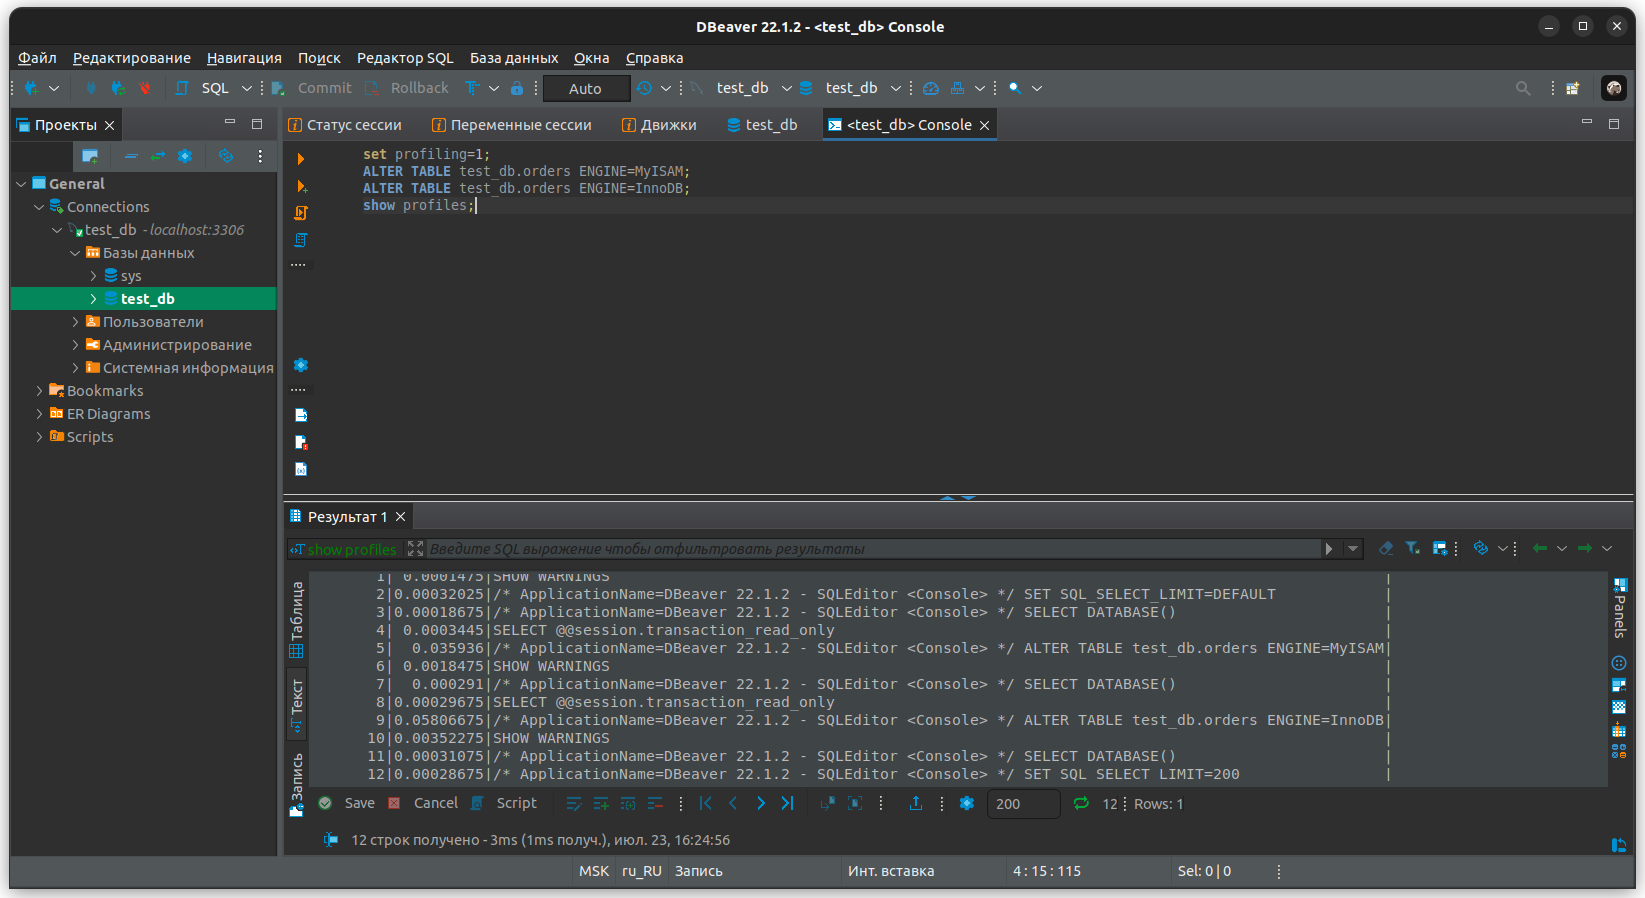 DBeaver 22.1.2 - <test_db> Console
Файл Редактирование Навигация Поиск Редактор SQL База данных Окна Справка
SQL Commit Rollback Auto test_db test_db
Проекты
Статус сессии Переменные сессии Движки test_db <test_db> Console
General
Connections
test_db - localhost:3306
Базы данных
sys
test_db
Пользователи
Администрирование
Системная информация
Bookmarks
ER Diagrams
Scripts
set profiling=1;
ALTER TABLE test_db.orders ENGINE=MyISAM;
ALTER TABLE test_db.orders ENGINE=InnoDB;
show profiles;
Результат 1
show profiles Введите SQL выражение чтобы отфильтровать результаты
Таблица
Текст
Запись
1| 0.0001475|SHOW WARNINGS |
2|0.00032025|/* ApplicationName=DBeaver 22.1.2 - SQLEditor <Console> */ SET SQL_SELECT_LIMIT=DEFAULT |
3|0.00018675|/* ApplicationName=DBeaver 22.1.2 - SQLEditor <Console> */ SELECT DATABASE() |
4| 0.0003445|SELECT @@session.transaction_read_only |
5| 0.035936|/* ApplicationName=DBeaver 22.1.2 - SQLEditor <Console> */ ALTER TABLE test_db.orders ENGINE=MyISAM|
6| 0.0018475|SHOW WARNINGS |
7| 0.000291|/* ApplicationName=DBeaver 22.1.2 - SQLEditor <Console> */ SELECT DATABASE() |
8|0.00029675|SELECT @@session.transaction_read_only |
9|0.05806675|/* ApplicationName=DBeaver 22.1.2 - SQLEditor <Console> */ ALTER TABLE test_db.orders ENGINE=InnoDB|
10|0.00352275|SHOW WARNINGS |
11|0.00031075|/* ApplicationName=DBeaver 22.1.2 - SQLEditor <Console> */ SELECT DATABASE() |
12|0.00028675|/* ApplicationName=DBeaver 22.1.2 - SQLEditor <Console> */ SET SQL_SELECT_LIMIT=200 |
Panels
Save Cancel Script 200 12 Rows: 1
12 строк получено - 3ms (1ms получ.), июл. 23, 16:24:56
MSK ru_RU Запись Инт. вставка 4 : 15 : 115 Sel: 0 | 0